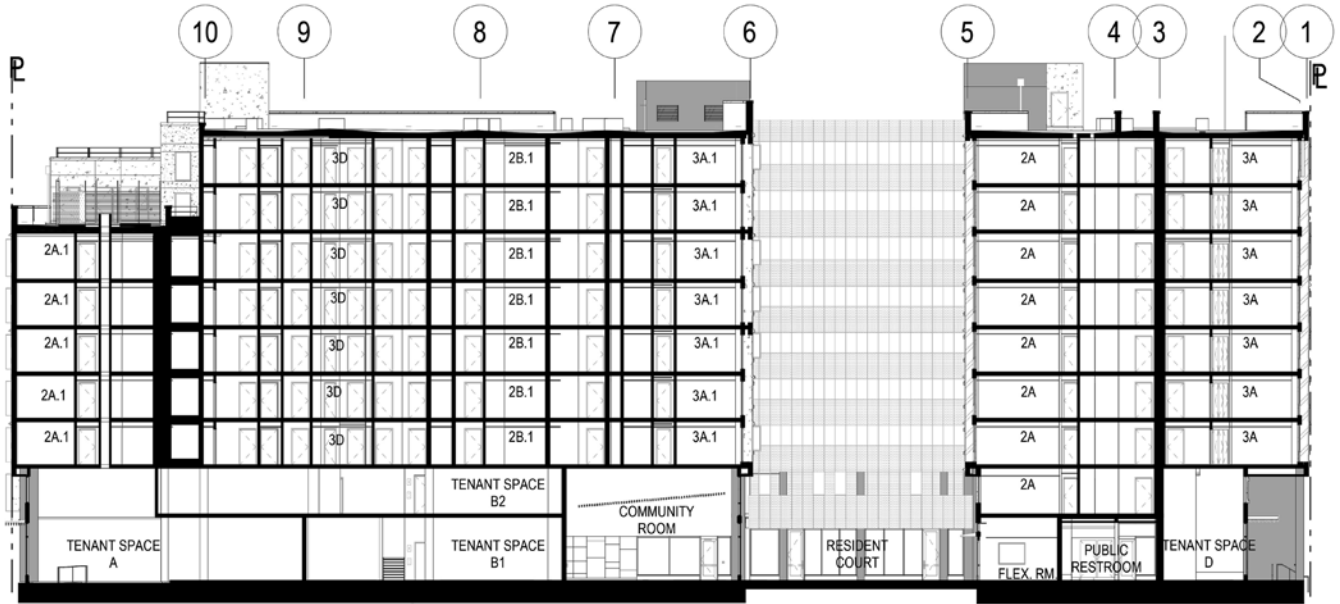 10 9 8 7 6 5 4 3 2 1
PL PL
3D 2B.1 3A.1 2A 3A
3D 2B.1 3A.1 2A 3A
2A.1 3D 2B.1 3A.1 2A 3A
2A.1 3D 2B.1 3A.1 2A 3A
2A.1 3D 2B.1 3A.1 2A 3A
2A.1 3D 2B.1 3A.1 2A 3A
2A.1 3D 2B.1 3A.1 2A 3A
TENANT SPACE
B2
2A
COMMUNITY
ROOM
TENANT SPACE
A
TENANT SPACE
B1
RESIDENT
COURT
FLEX. RM.
PUBLIC
RESTROOM
TENANT SPACE
D